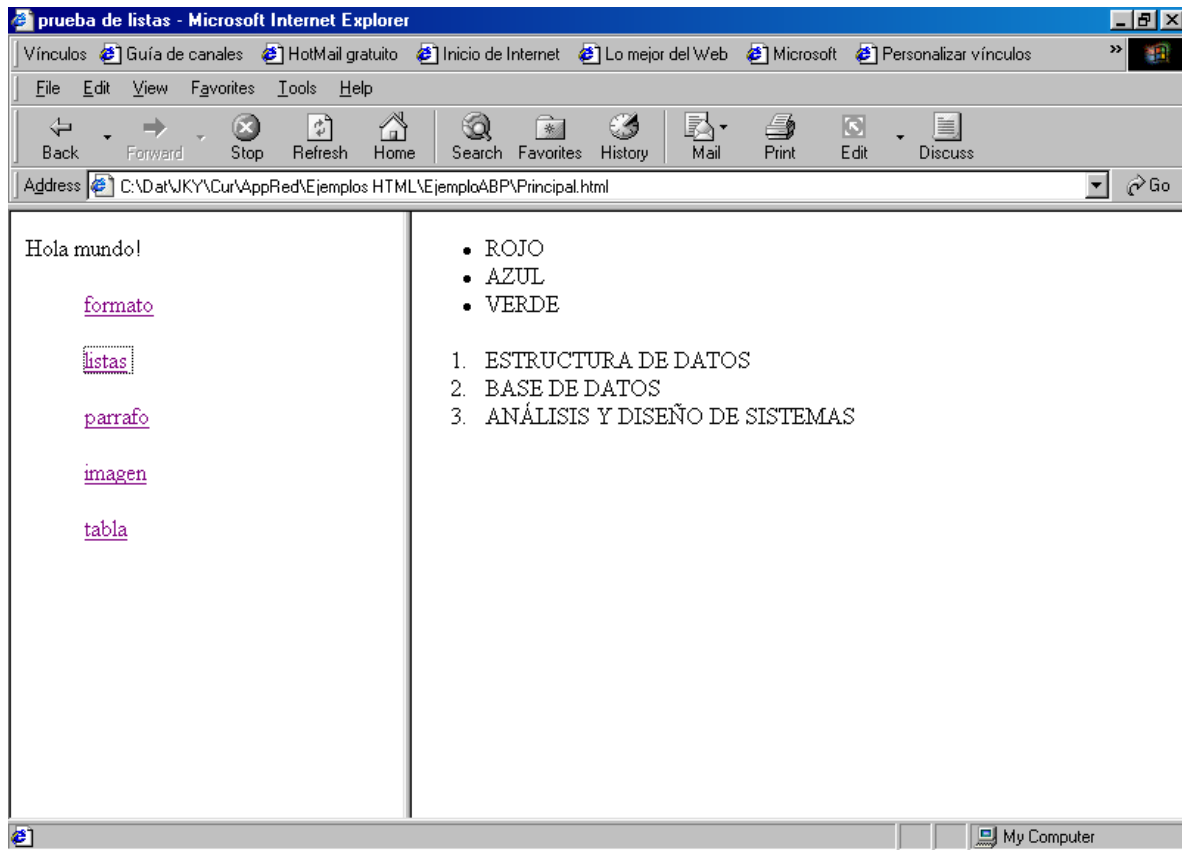 prueba de listas - Microsoft Internet Explorer
Vínculos Guía de canales HotMail gratuito Inicio de Internet Lo mejor del Web Microsoft Personalizar vínculos »
File Edit View Favorites Tools Help
Back Forward Stop Refresh Home Search Favorites History Mail Print Edit Discuss
Address C:\Dat\JKY\Cur\AppRed\Ejemplos HTML\EjemploABP\Principal.html Go
Hola mundo!
formato
listas
parrafo
imagen
tabla
• ROJO
• AZUL
• VERDE
1. ESTRUCTURA DE DATOS
2. BASE DE DATOS
3. ANÁLISIS Y DISEÑO DE SISTEMAS
My Computer